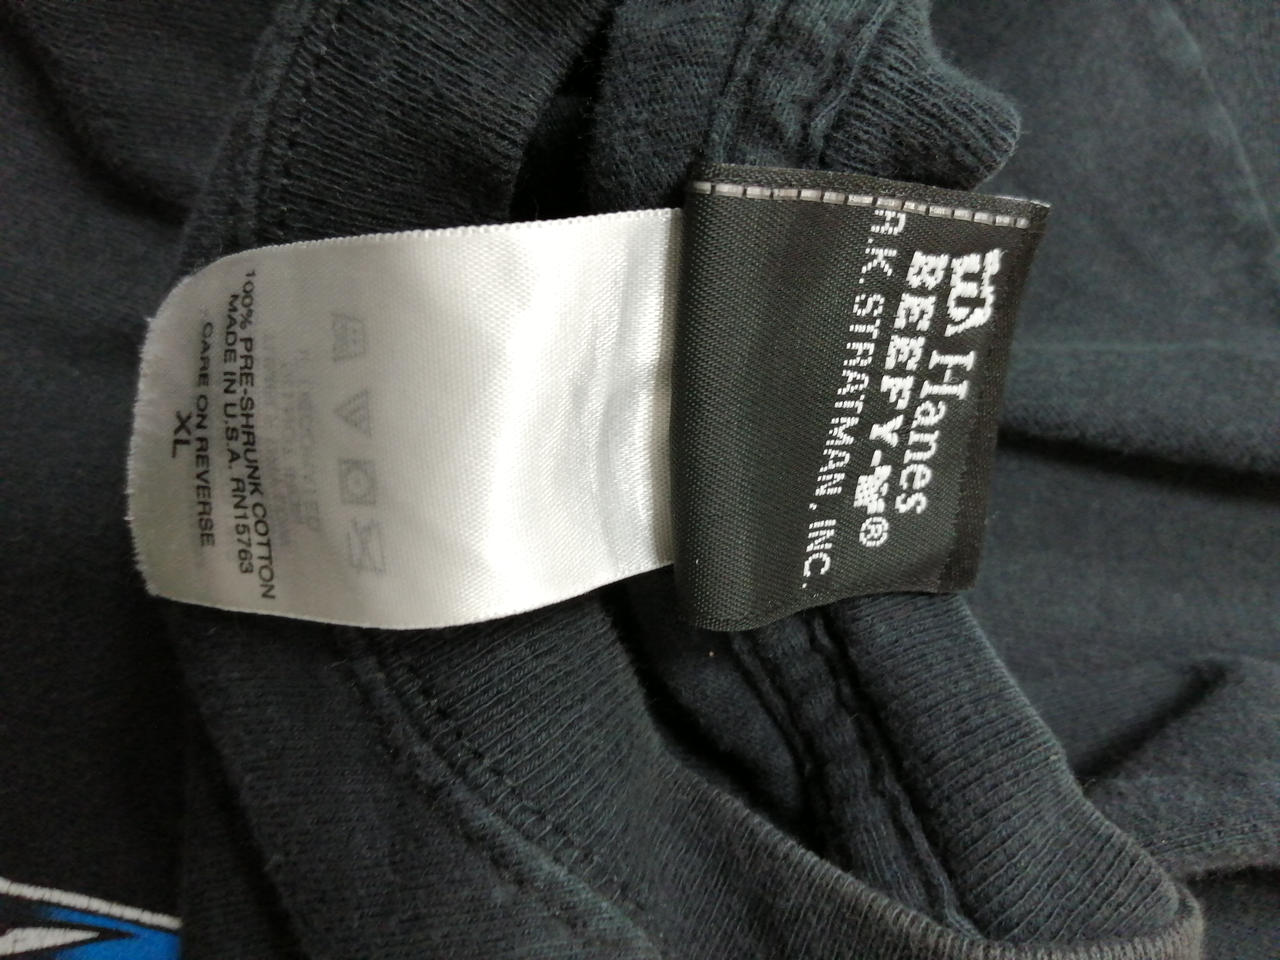 Hanes
BEEFY-T®
R.K. STRATMAN, INC.
100% PRE-SHRUNK COTTON
MADE IN U.S.A. RN15763
CARE ON REVERSE
XL